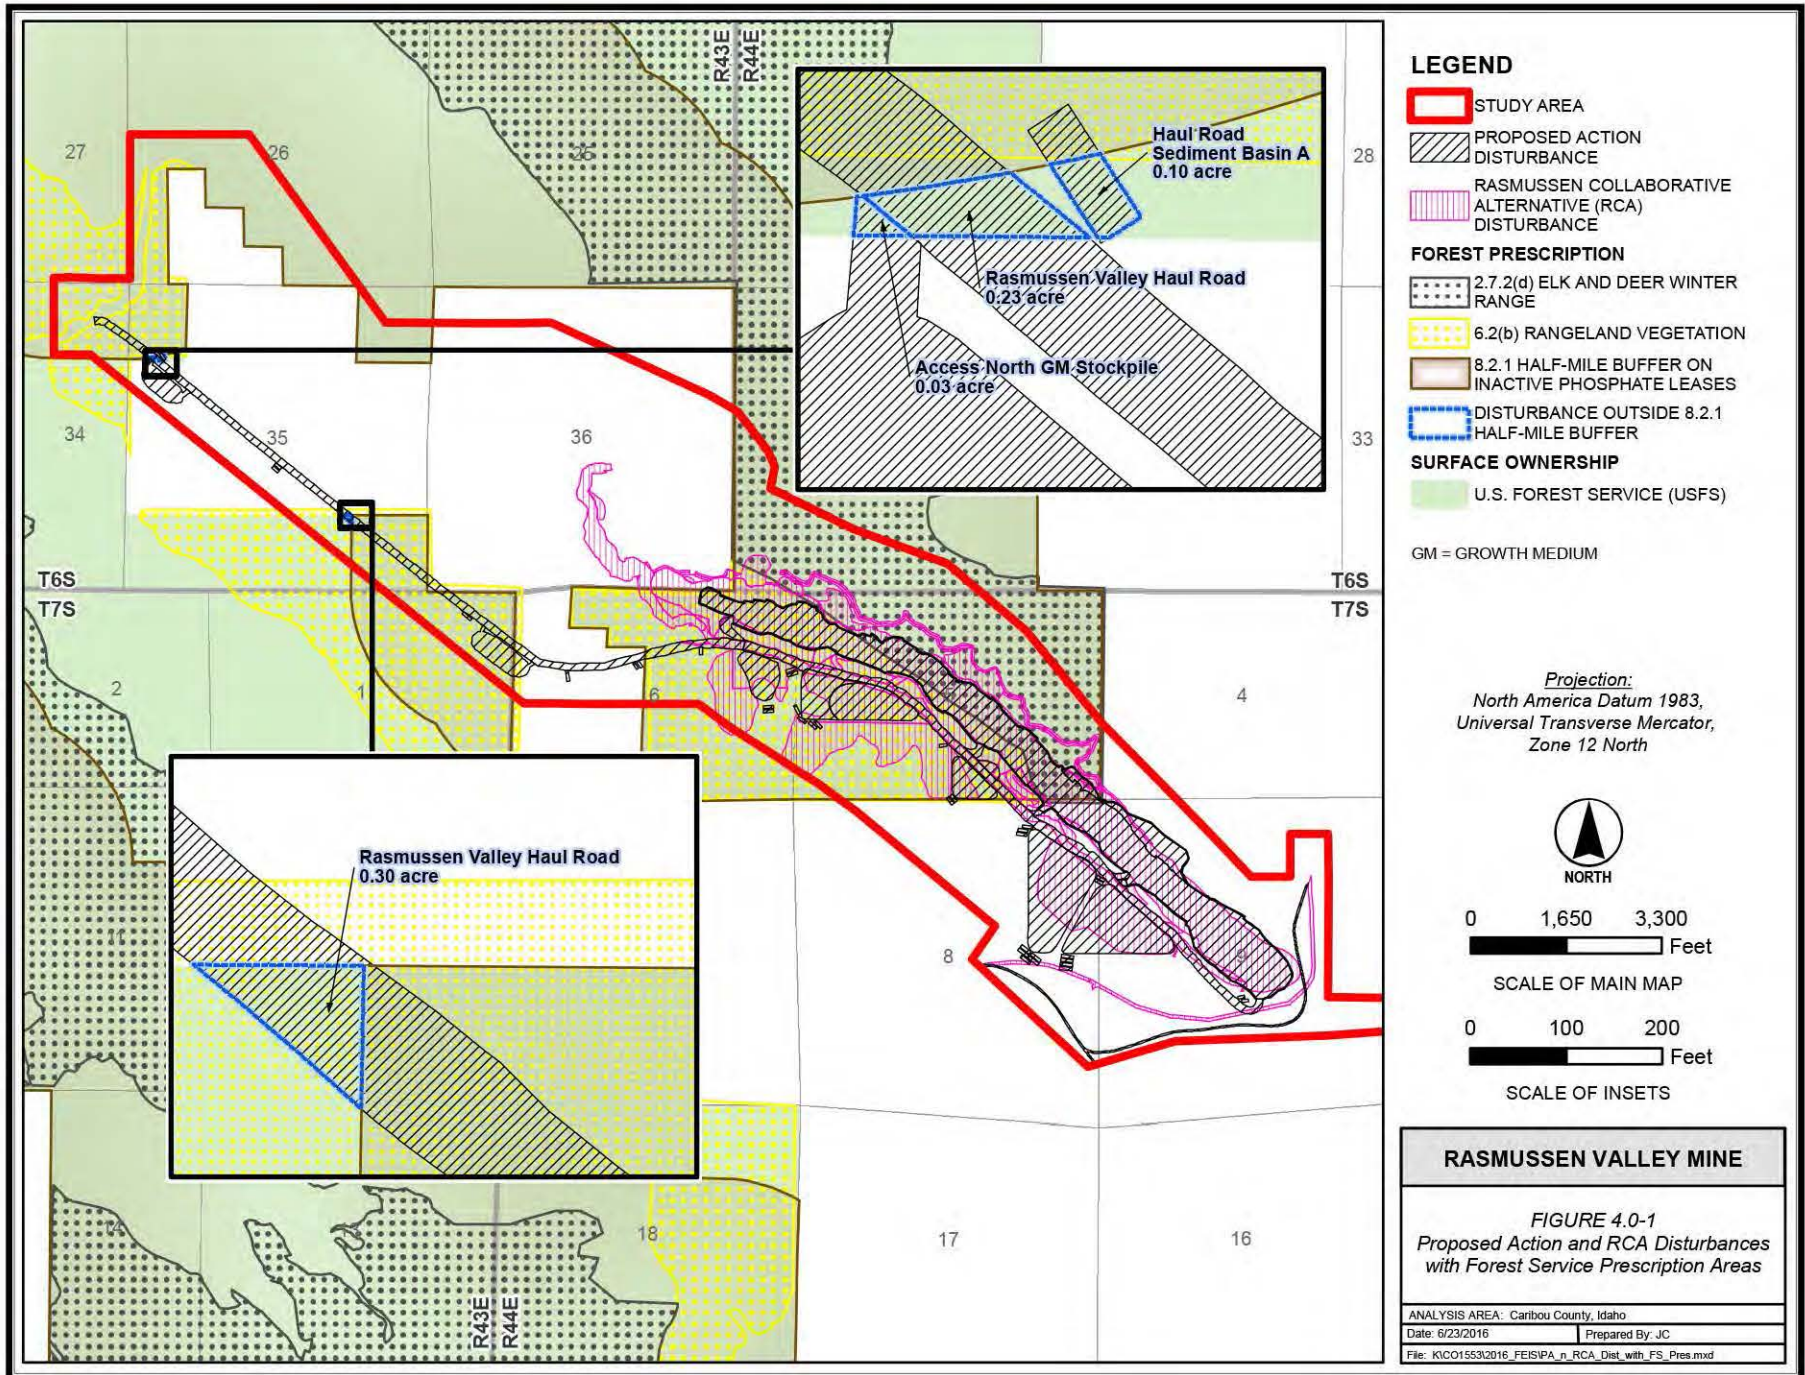 R43E
R44E
27
26
25
28
34
35
36
33
T6S
T7S
T6S
T7S
2
1
6
5
4
11
8
9
14
18
17
16
R43E
R44E
Haul Road
Sediment Basin A
0.10 acre
Rasmussen Valley Haul Road
0.23 acre
Access North GM Stockpile
0.03 acre
Rasmussen Valley Haul Road
0.30 acre
LEGEND
STUDY AREA
PROPOSED ACTION
DISTURBANCE
RASMUSSEN COLLABORATIVE
ALTERNATIVE (RCA)
DISTURBANCE
FOREST PRESCRIPTION
2.7.2(d) ELK AND DEER WINTER
RANGE
6.2(b) RANGELAND VEGETATION
8.2.1 HALF-MILE BUFFER ON
INACTIVE PHOSPHATE LEASES
DISTURBANCE OUTSIDE 8.2.1
HALF-MILE BUFFER
SURFACE OWNERSHIP
U.S. FOREST SERVICE (USFS)
GM = GROWTH MEDIUM
Projection:
North America Datum 1983,
Universal Transverse Mercator,
Zone 12 North
NORTH
0 1,650 3,300
Feet
SCALE OF MAIN MAP
0 100 200
Feet
SCALE OF INSETS
RASMUSSEN VALLEY MINE
FIGURE 4.0-1
Proposed Action and RCA Disturbances
with Forest Service Prescription Areas
ANALYSIS AREA: Caribou County, Idaho
Date: 6/23/2016
Prepared By: JC
File: K\CO1553\2016_FEIS\PA_n_RCA_Dist_with_FS_Pres.mxd